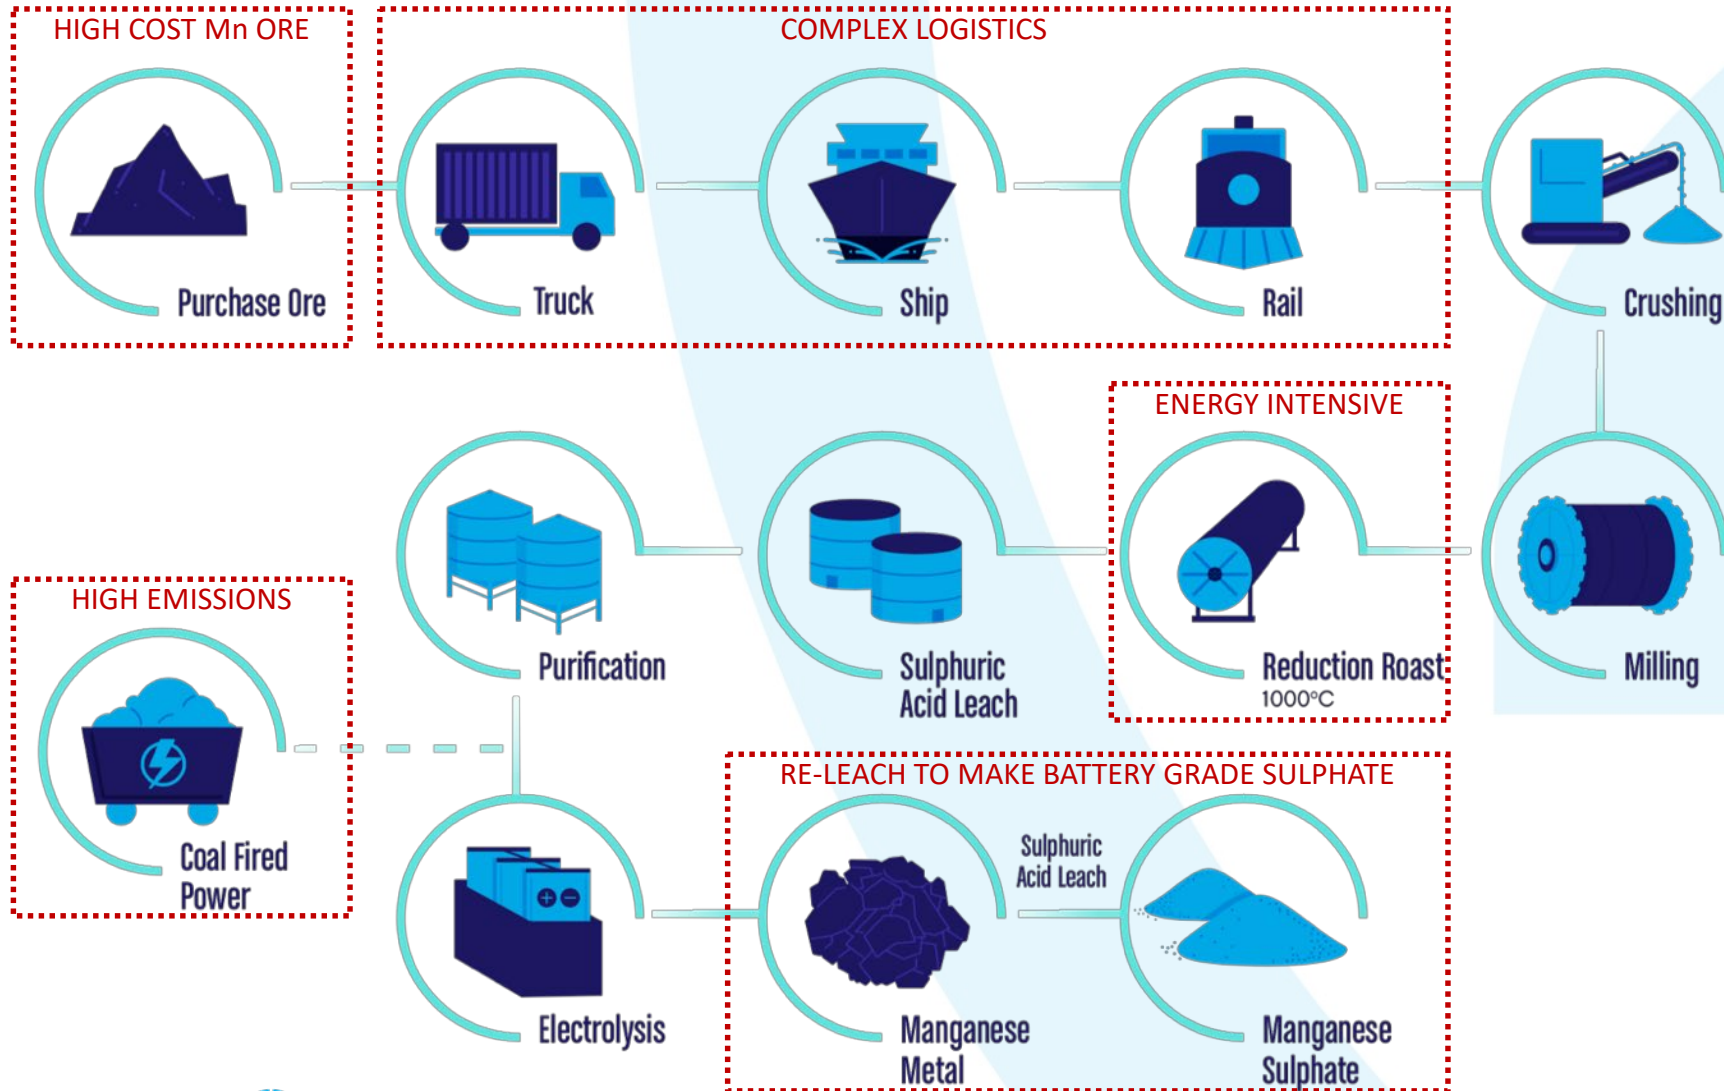 HIGH COST Mn ORE
COMPLEX LOGISTICS
Purchase Ore
Truck
Ship
Rail
Crushing
ENERGY INTENSIVE
Purification
Sulphuric
Acid Leach
Reduction Roast
1000°C
Milling
HIGH EMISSIONS
Coal Fired
Power
RE-LEACH TO MAKE BATTERY GRADE SULPHATE
Electrolysis
Manganese
Metal
Sulphuric
Acid Leach
Manganese
Sulphate